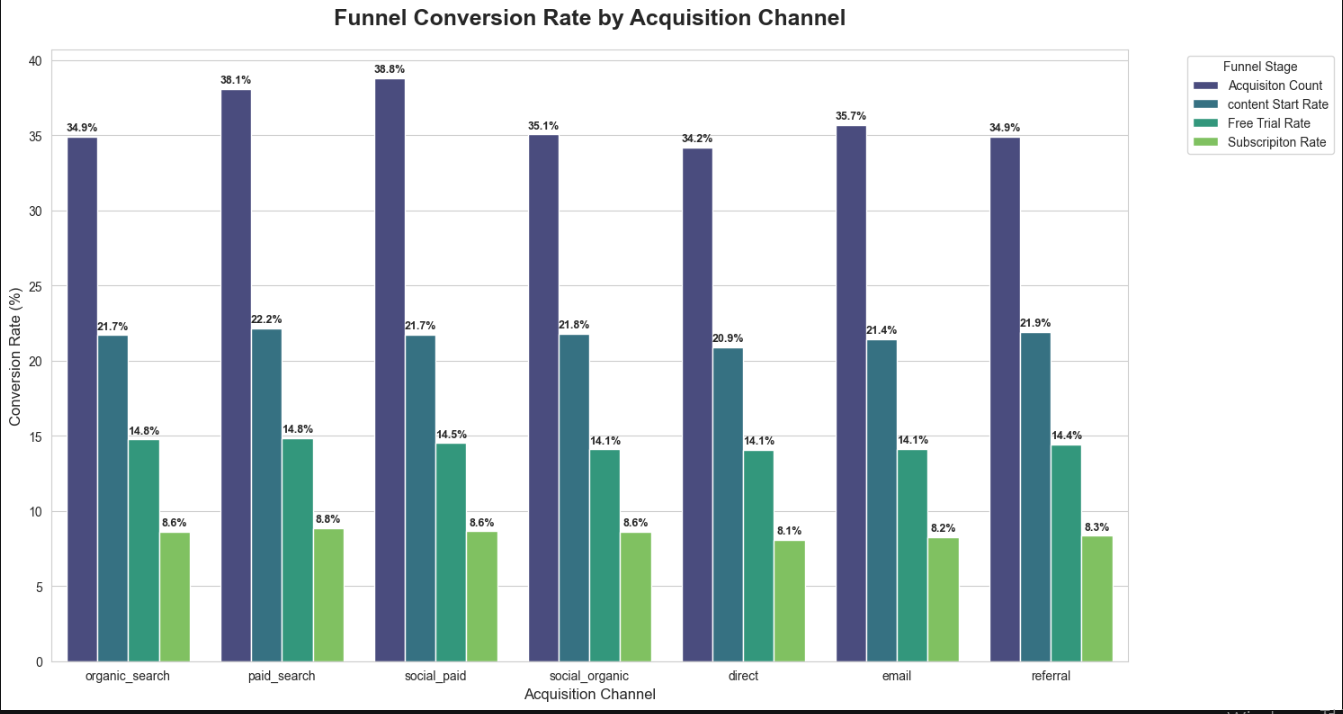 Funnel Conversion Rate by Acquisition Channel
Funnel Stage
Acquisiton Count
content Start Rate
Free Trial Rate
Subscripiton Rate
Conversion Rate (%)
40
35
30
25
20
15
10
5
0
34.9% 21.7% 14.8% 8.6%
38.1% 22.2% 14.8% 8.8%
38.8% 21.7% 14.5% 8.6%
35.1% 21.8% 14.1% 8.6%
34.2% 20.9% 14.1% 8.1%
35.7% 21.4% 14.1% 8.2%
34.9% 21.9% 14.4% 8.3%
organic_search paid_search social_paid social_organic direct email referral
Acquisition Channel